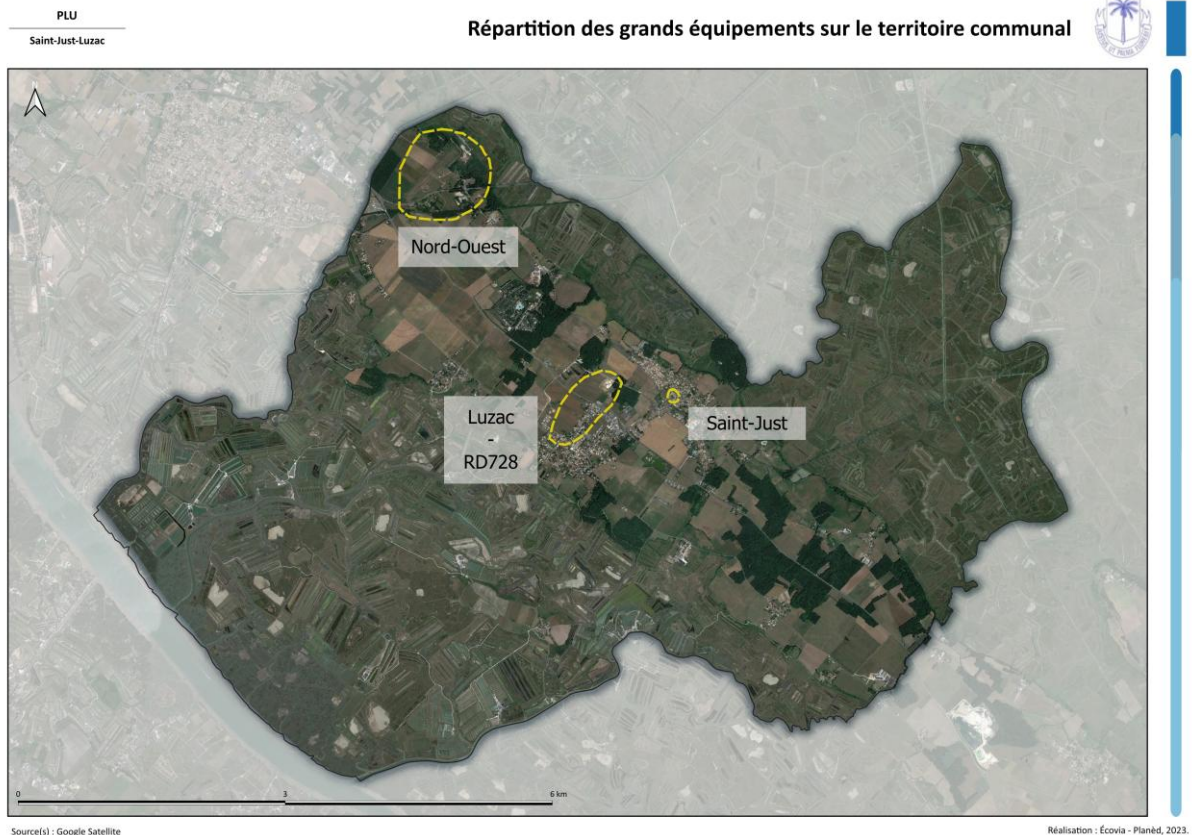 PLU
Saint-Just-Luzac
Répartition des grands équipements sur le territoire communal
N
Nord-Ouest
Luzac
-
RD728
Saint-Just
0
3
6 km
Source(s) : Google Satellite
Réalisation : Écovia - Planèd, 2023.